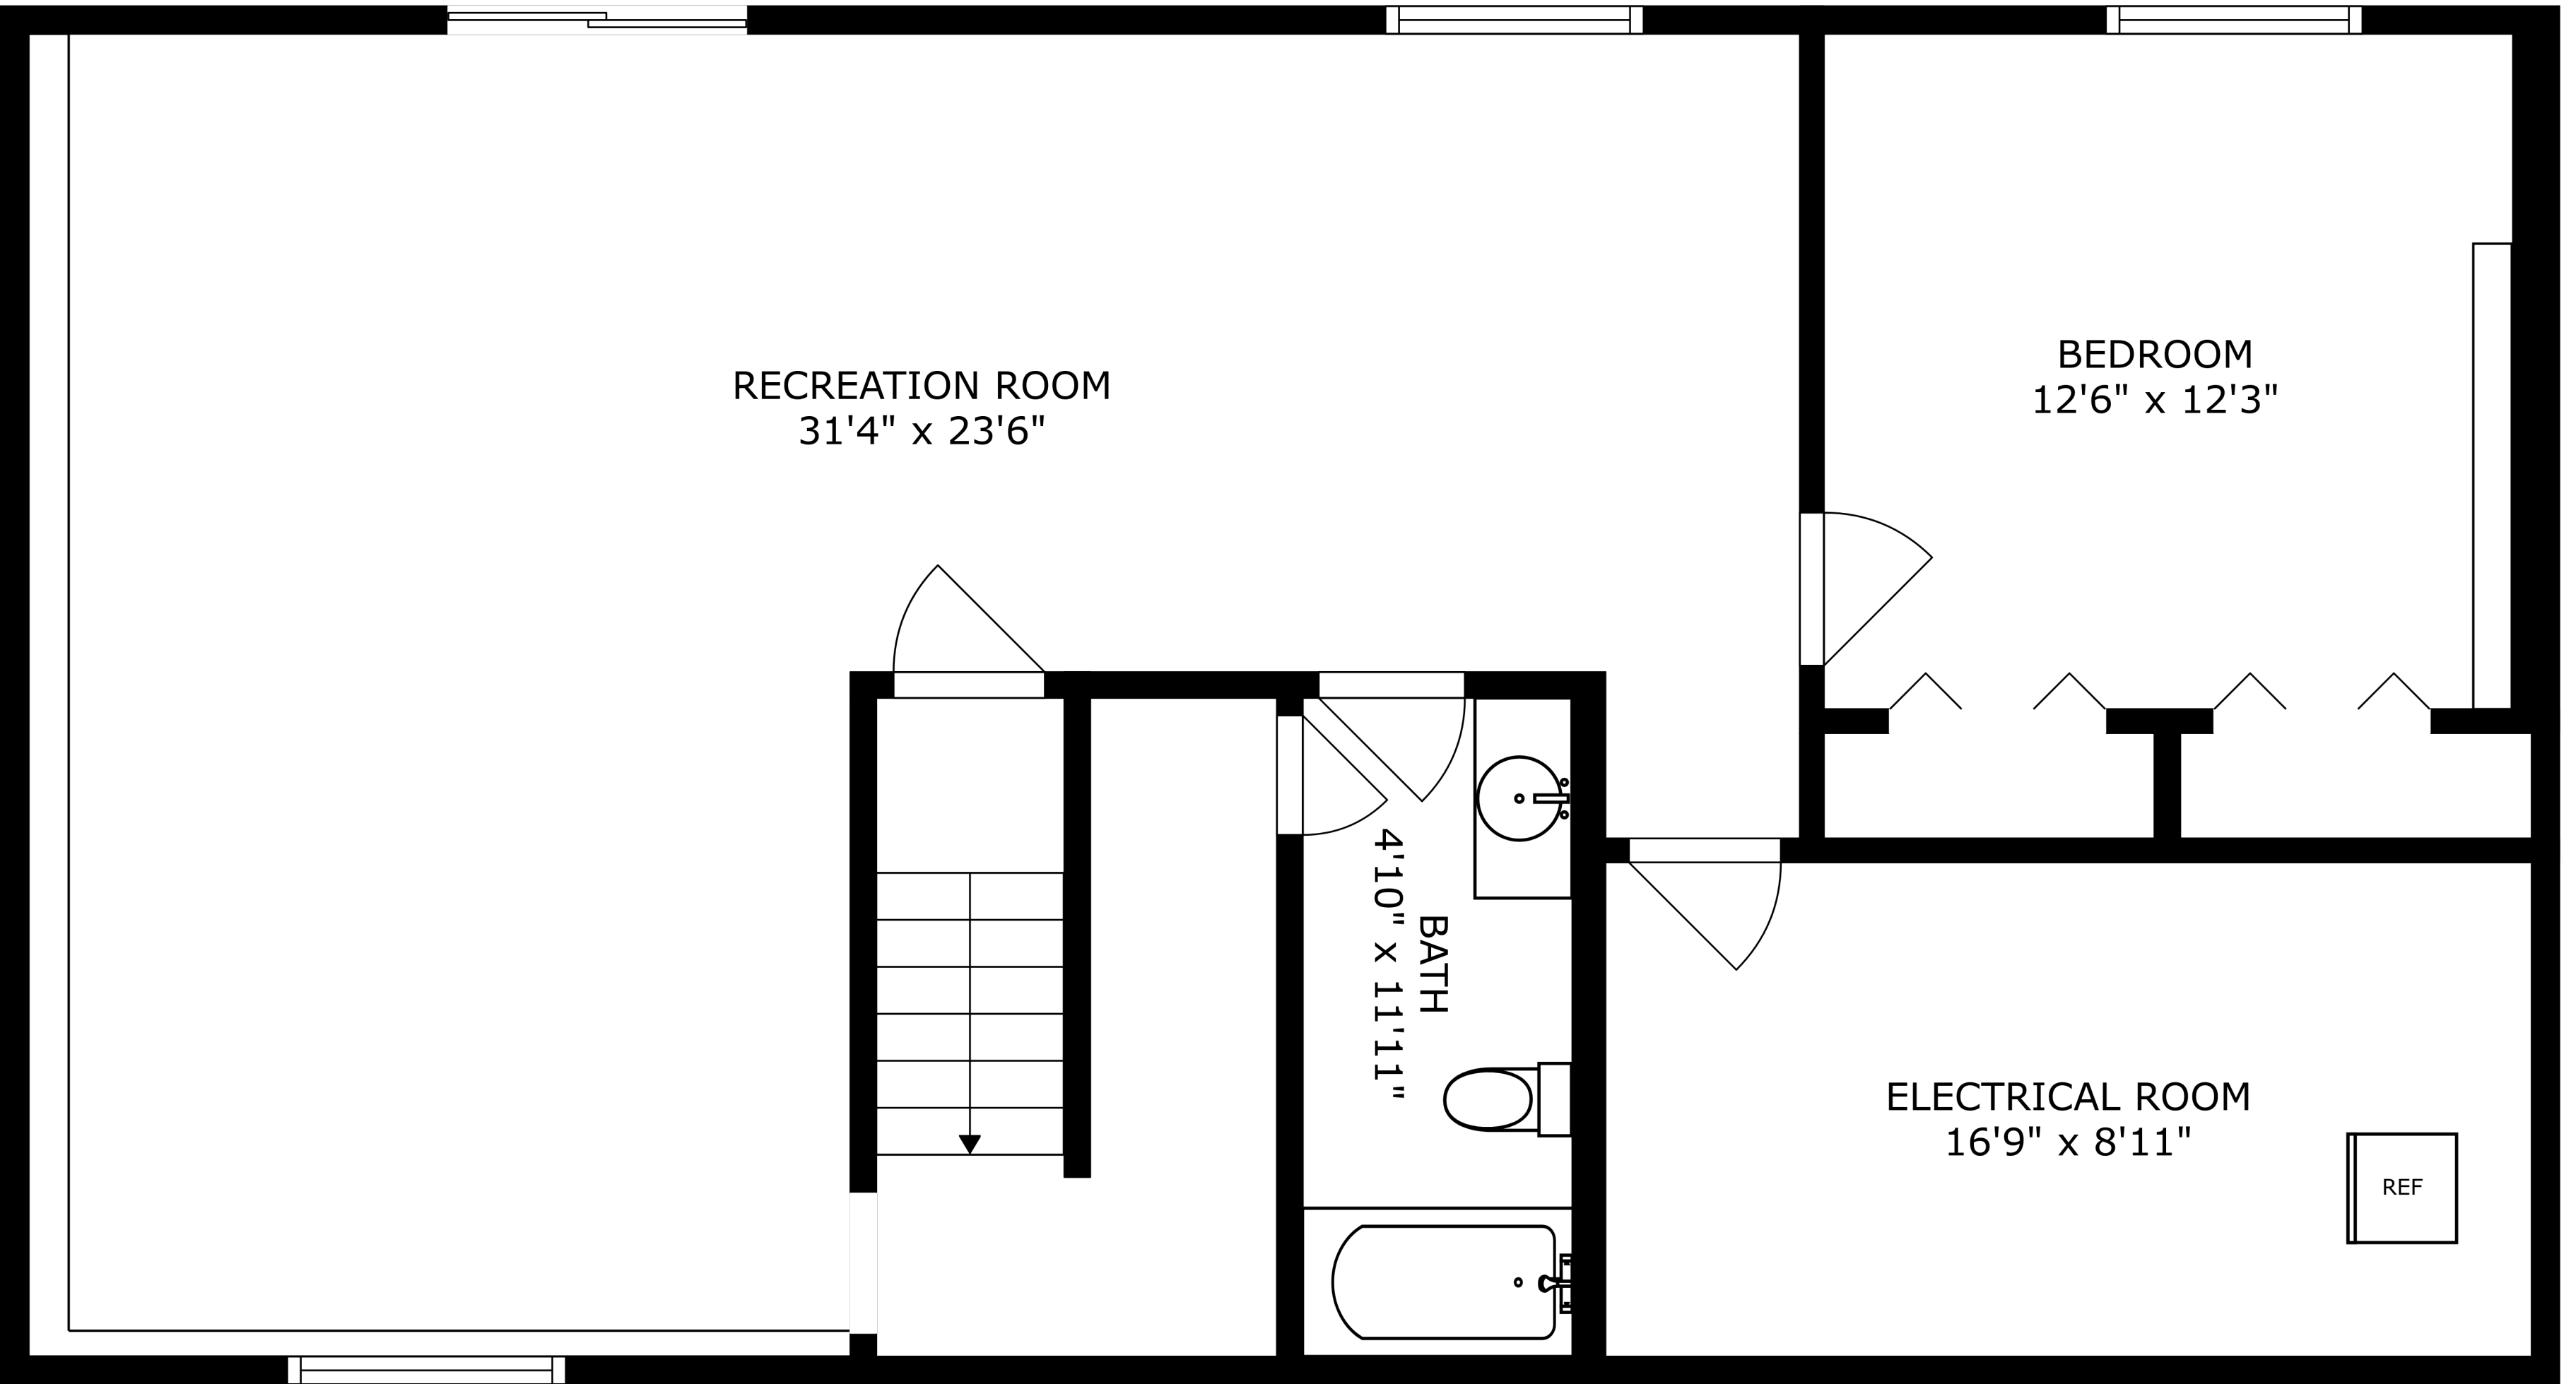 RECREATION ROOM
31'4" x 23'6"
BEDROOM
12'6" x 12'3"
BATH
4'10" x 11'11"
ELECTRICAL ROOM
16'9" x 8'11"
REF